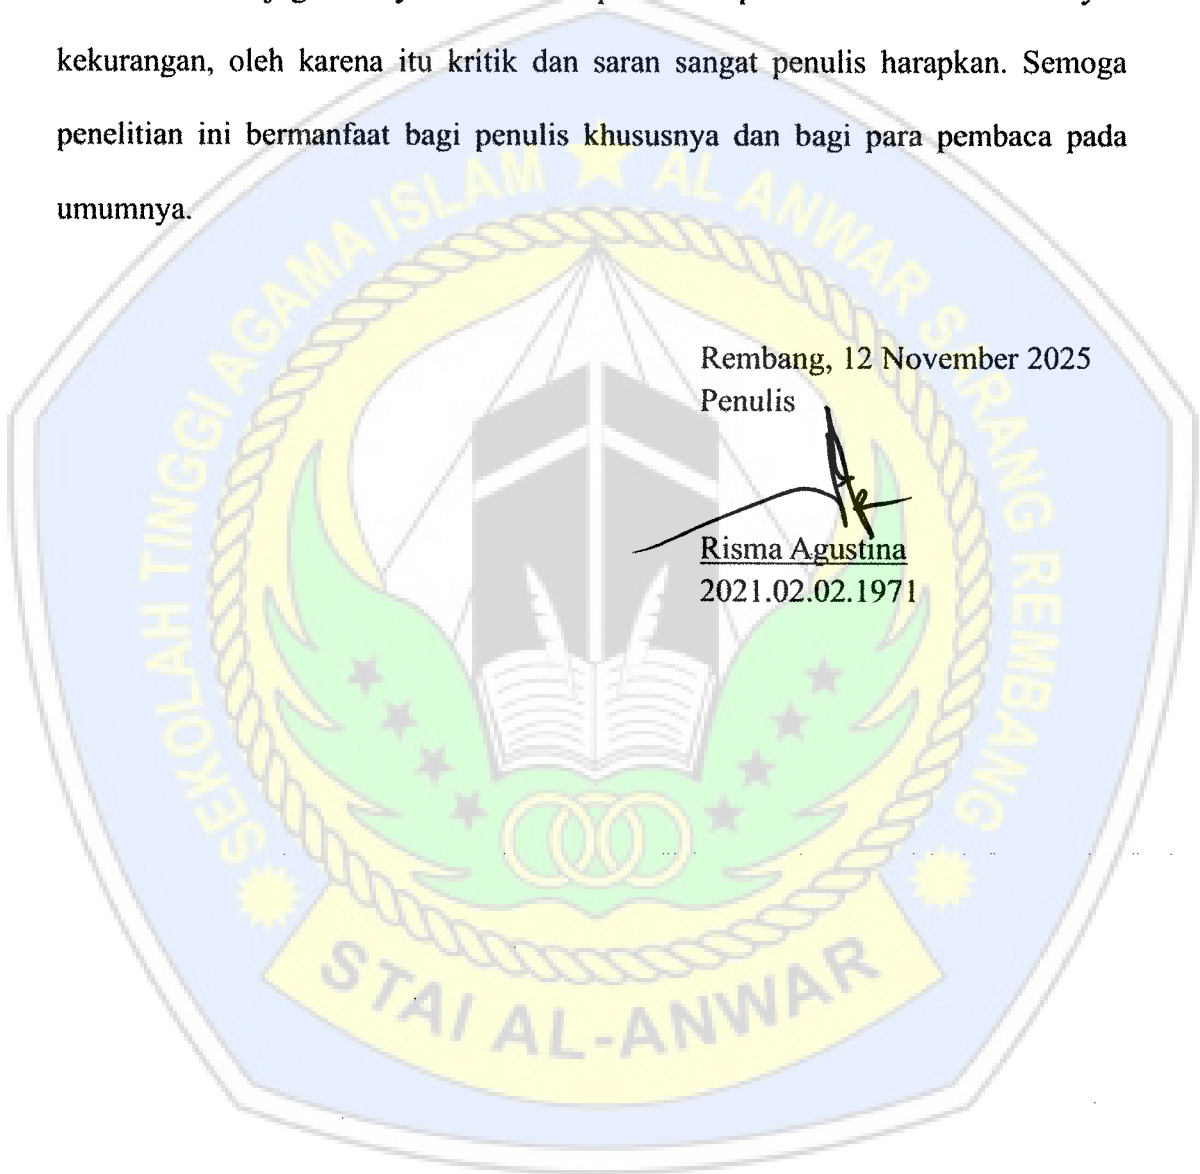 kekurangan, oleh karena itu kritik dan saran sangat penulis harapkan. Semoga
penelitian ini bermanfaat bagi penulis khususnya dan bagi para pembaca pada
umumnya.
SEKOLAH TINGGI AGAMA ISLAM ★ AL ANWAR SARANG REMBANG
Rembang, 12 November 2025
Penulis
Risma Agustina
2021.02.02.1971
STAI AL-ANWAR